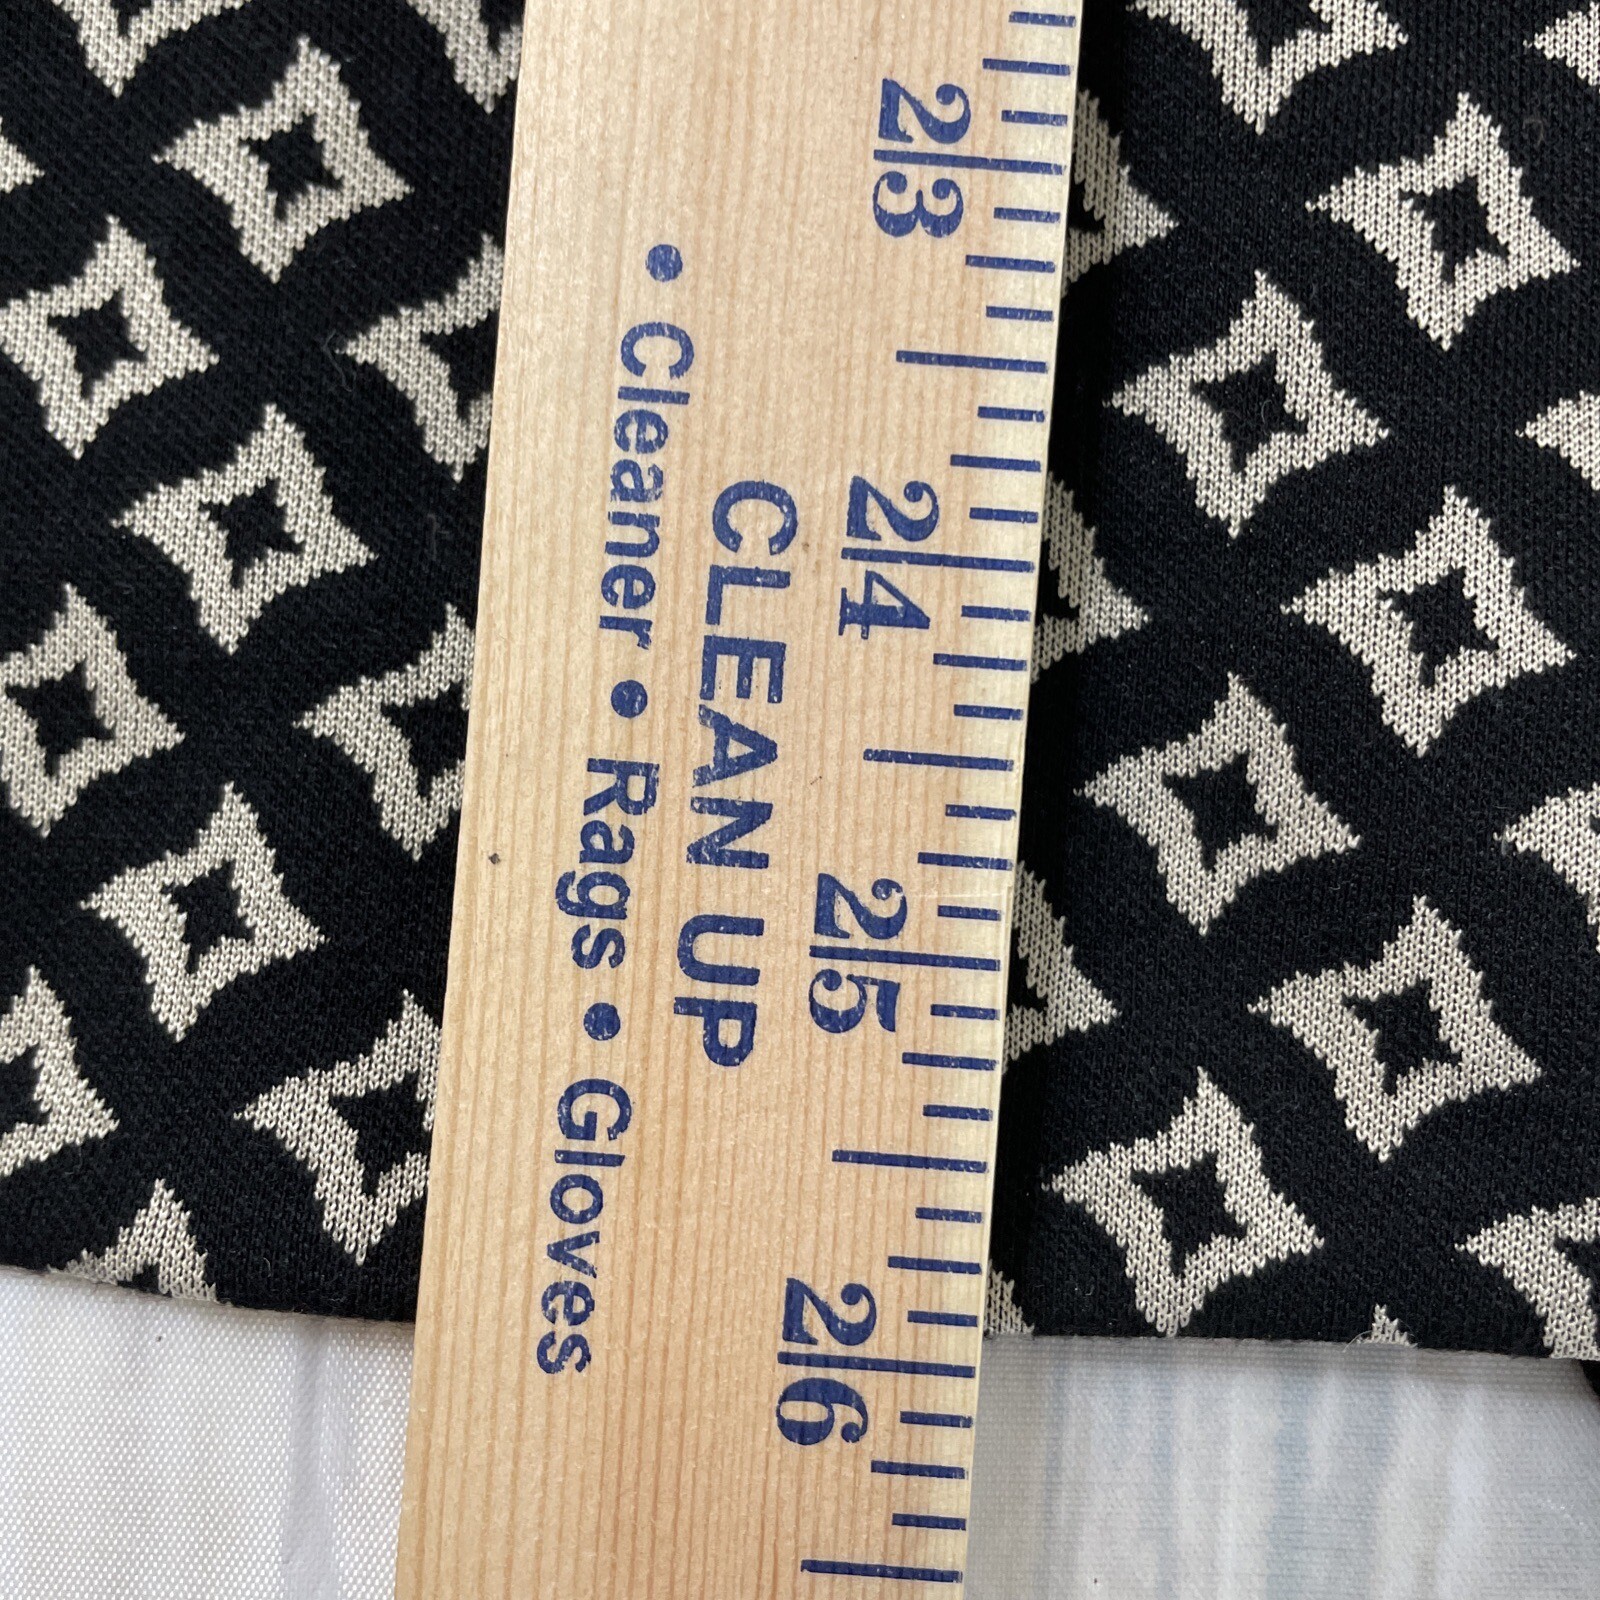 23
24
25
26
CLEAN UP
• Cleaner • Rags • Gloves